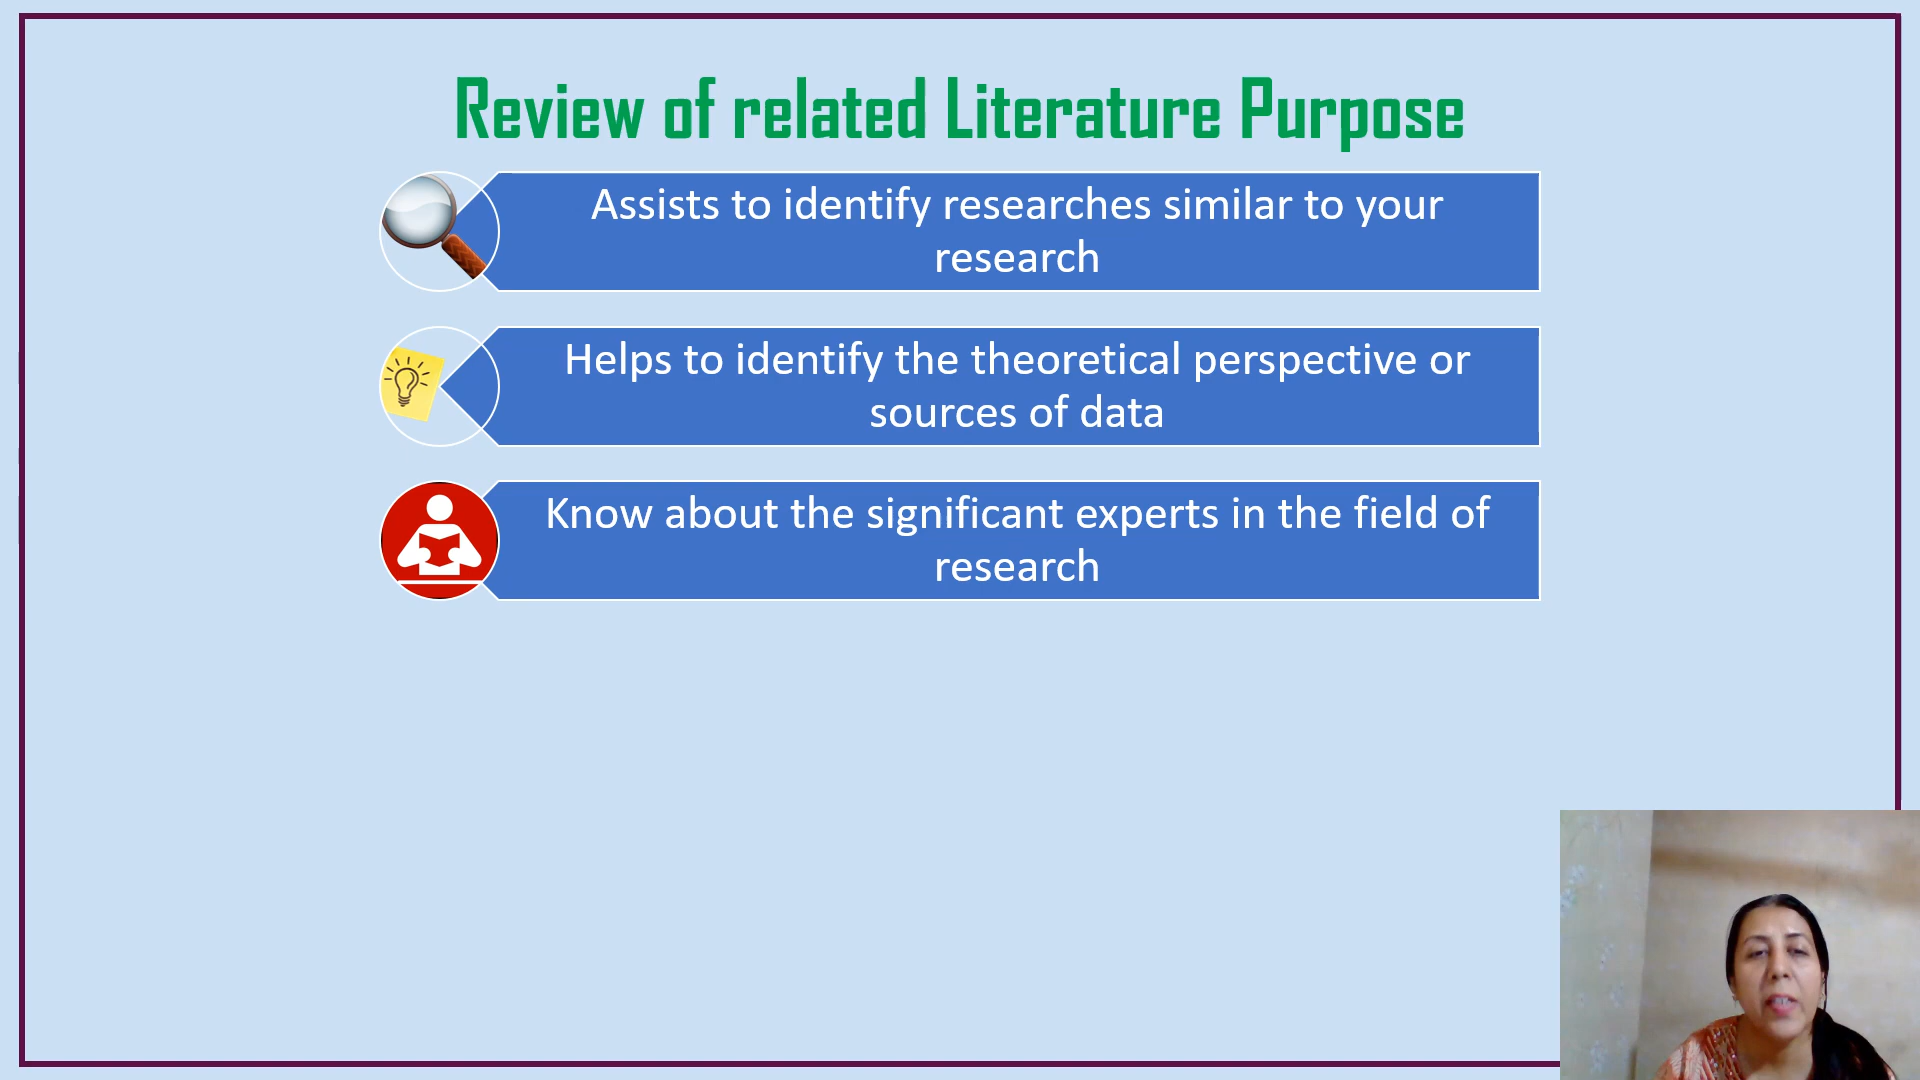 Review of related Literature Purpose
Assists to identify researches similar to your
research
Helps to identify the theoretical perspective or
sources of data
Know about the significant experts in the field of
research